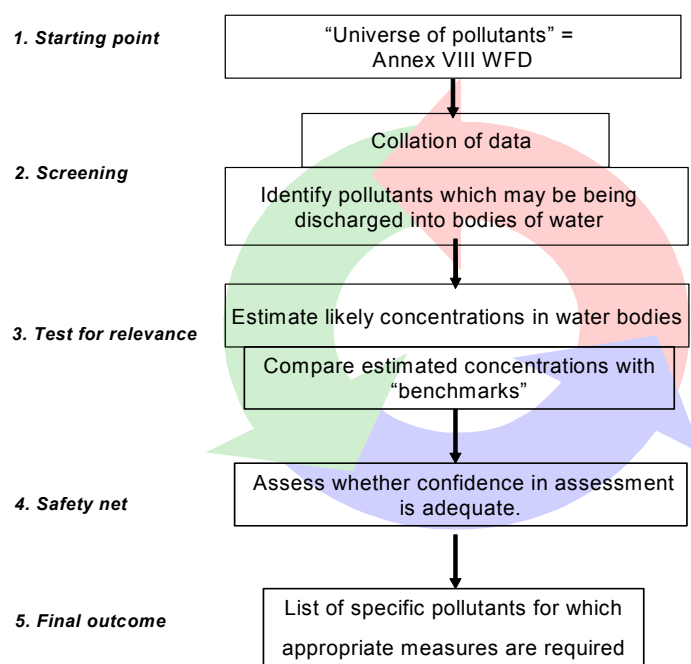 1. Starting point
“Universe of pollutants” =
Annex VIII WFD
Collation of data
2. Screening
Identify pollutants which may be being
discharged into bodies of water
3. Test for relevance
Estimate likely concentrations in water bodies
Compare estimated concentrations with
“benchmarks”
4. Safety net
Assess whether confidence in assessment
is adequate.
5. Final outcome
List of specific pollutants for which
appropriate measures are required